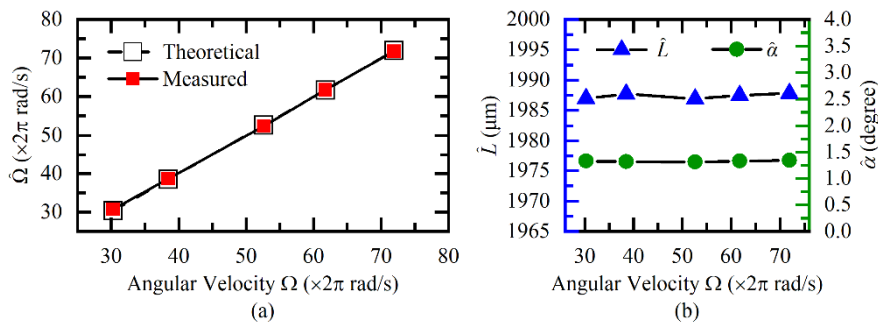 80
70
60
50
40
30
Ω̂ (×2π rad/s)
Theoretical
Measured
30 40 50 60 70 80
Angular Velocity Ω (×2π rad/s)
(a)
2000
1995
1990
1985
1980
1975
1970
1965
L̂ (μm)
L̂
α̂
4.0
3.5
3.0
2.5
2.0
1.5
1.0
0.5
0.0
α̂ (degree)
30 40 50 60 70
Angular Velocity Ω (×2π rad/s)
(b)